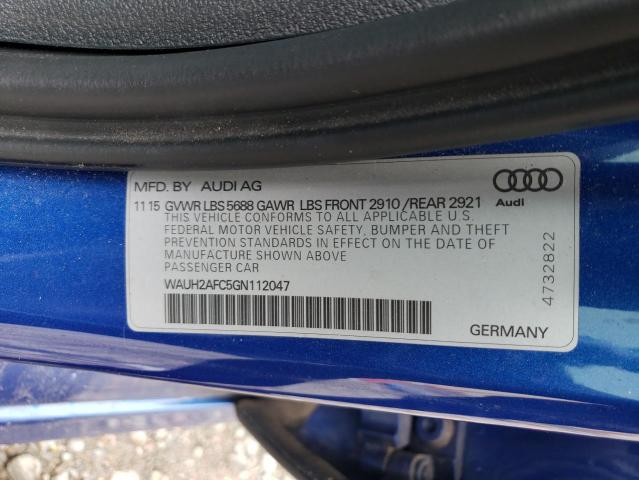 MFD. BY AUDI AG
11 15 GVWR LBS 5688 GAWR LBS FRONT 2910 /REAR 2921
Audi
THIS VEHICLE CONFORMS TO ALL APPLICABLE U.S.
FEDERAL MOTOR VEHICLE SAFETY, BUMPER AND THEFT
PREVENTION STANDARDS IN EFFECT ON THE DATE OF
MANUFACTURE SHOWN ABOVE
PASSENGER CAR
WAUH2AFC5GN112047
GERMANY
4732822